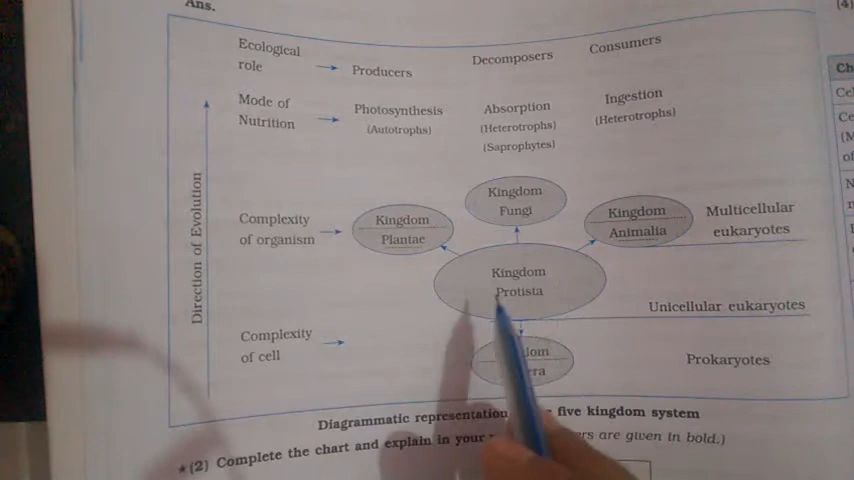 Ans.
(4)
Ecological role → Producers Decomposers Consumers
Mode of Nutrition → Photosynthesis (Autotrophs) Absorption (Heterotrophs) (Saprophytes) Ingestion (Heterotrophs)
Direction of Evolution
Kingdom Fungi
Complexity of organism → Kingdom Plantae Kingdom Animalia Multicellular eukaryotes
Kingdom Protista
Unicellular eukaryotes
Complexity of cell →
Prokaryotes
Diagrammatic representation five kingdom system
★(2) Complete the chart and explain in your are given in bold.)
Ch